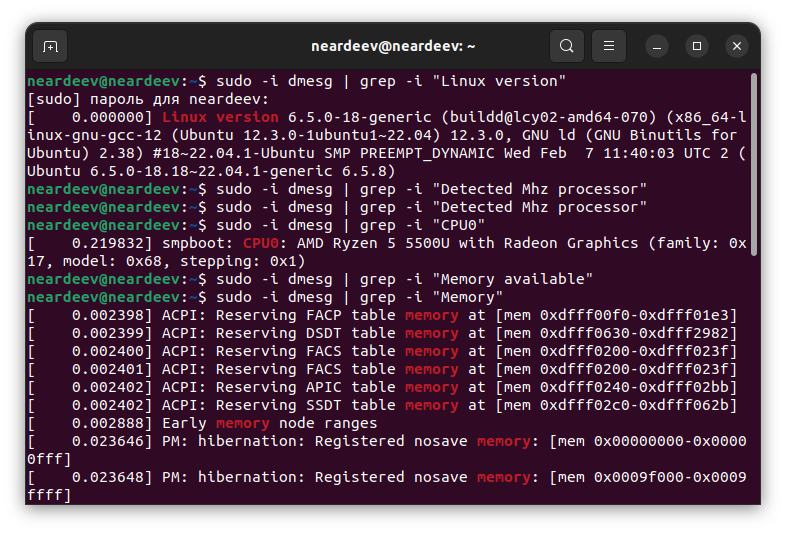 neardeev@neardeev: ~
neardeev@neardeev:~$ sudo -i dmesg | grep -i "Linux version"
[sudo] пароль для neardeev:
[    0.000000] Linux version 6.5.0-18-generic (buildd@lcy02-amd64-070) (x86_64-l
inux-gnu-gcc-12 (Ubuntu 12.3.0-1ubuntu1~22.04) 12.3.0, GNU ld (GNU Binutils for
Ubuntu) 2.38) #18~22.04.1-Ubuntu SMP PREEMPT_DYNAMIC Wed Feb  7 11:40:03 UTC 2 (
Ubuntu 6.5.0-18.18~22.04.1-generic 6.5.8)
neardeev@neardeev:~$ sudo -i dmesg | grep -i "Detected Mhz processor"
neardeev@neardeev:~$ sudo -i dmesg | grep -i "Detected Mhz processor"
neardeev@neardeev:~$ sudo -i dmesg | grep -i "CPU0"
[    0.219832] smpboot: CPU0: AMD Ryzen 5 5500U with Radeon Graphics (family: 0x
17, model: 0x68, stepping: 0x1)
neardeev@neardeev:~$ sudo -i dmesg | grep -i "Memory available"
neardeev@neardeev:~$ sudo -i dmesg | grep -i "Memory"
[    0.002398] ACPI: Reserving FACP table memory at [mem 0xdfff00f0-0xdfff01e3]
[    0.002399] ACPI: Reserving DSDT table memory at [mem 0xdfff0630-0xdfff2982]
[    0.002400] ACPI: Reserving FACS table memory at [mem 0xdfff0200-0xdfff023f]
[    0.002401] ACPI: Reserving FACS table memory at [mem 0xdfff0200-0xdfff023f]
[    0.002402] ACPI: Reserving APIC table memory at [mem 0xdfff0240-0xdfff02bb]
[    0.002402] ACPI: Reserving SSDT table memory at [mem 0xdfff02c0-0xdfff062b]
[    0.002888] Early memory node ranges
[    0.023646] PM: hibernation: Registered nosave memory: [mem 0x00000000-0x0000
0fff]
[    0.023648] PM: hibernation: Registered nosave memory: [mem 0x0009f000-0x0009
ffff]